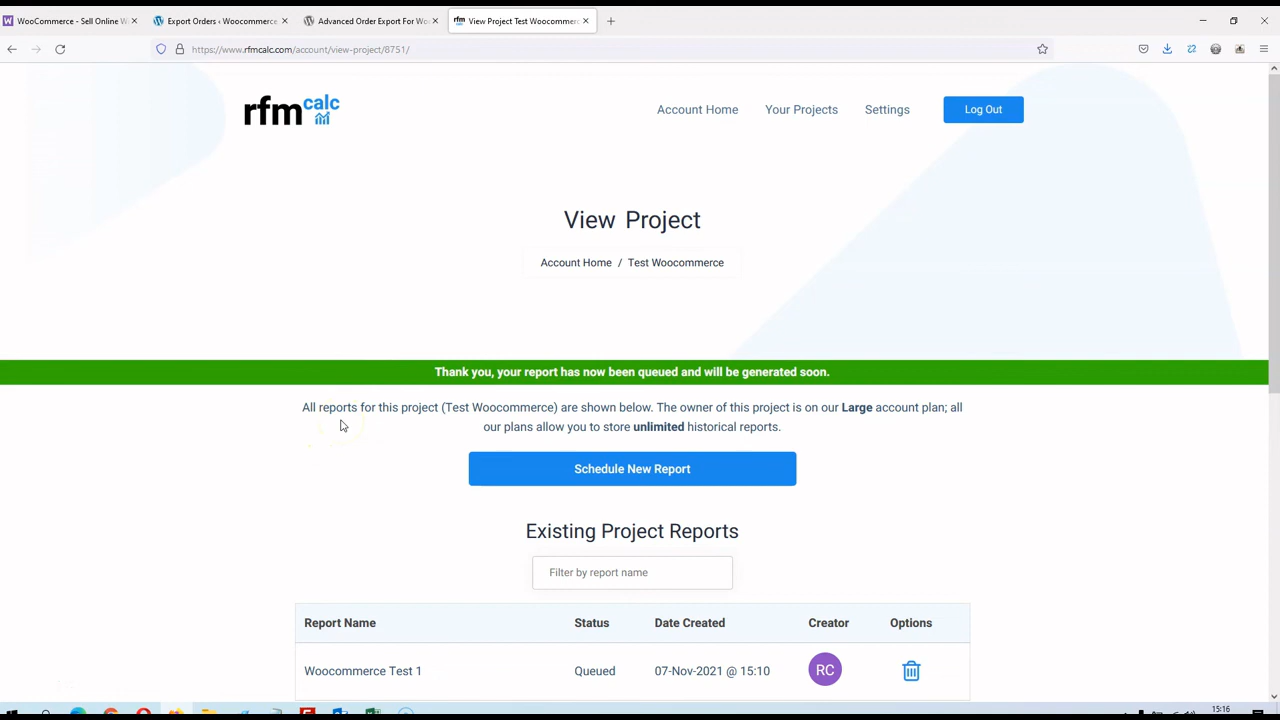 WooCommerce - Sell Online Wi
Export Orders ‹ Woocommerce
Advanced Order Export For Wo
View Project Test Woocommerc
https://www.rfmcalc.com/account/view-project/8751/
rfmcalc
Account Home
Your Projects
Settings
Log Out
View Project
Account Home / Test Woocommerce
Thank you, your report has now been queued and will be generated soon.
All reports for this project (Test Woocommerce) are shown below. The owner of this project is on our Large account plan; all
our plans allow you to store unlimited historical reports.
Schedule New Report
Existing Project Reports
Filter by report name
Report Name Status Date Created Creator Options
Woocommerce Test 1 Queued 07-Nov-2021 @ 15:10 RC
15:16